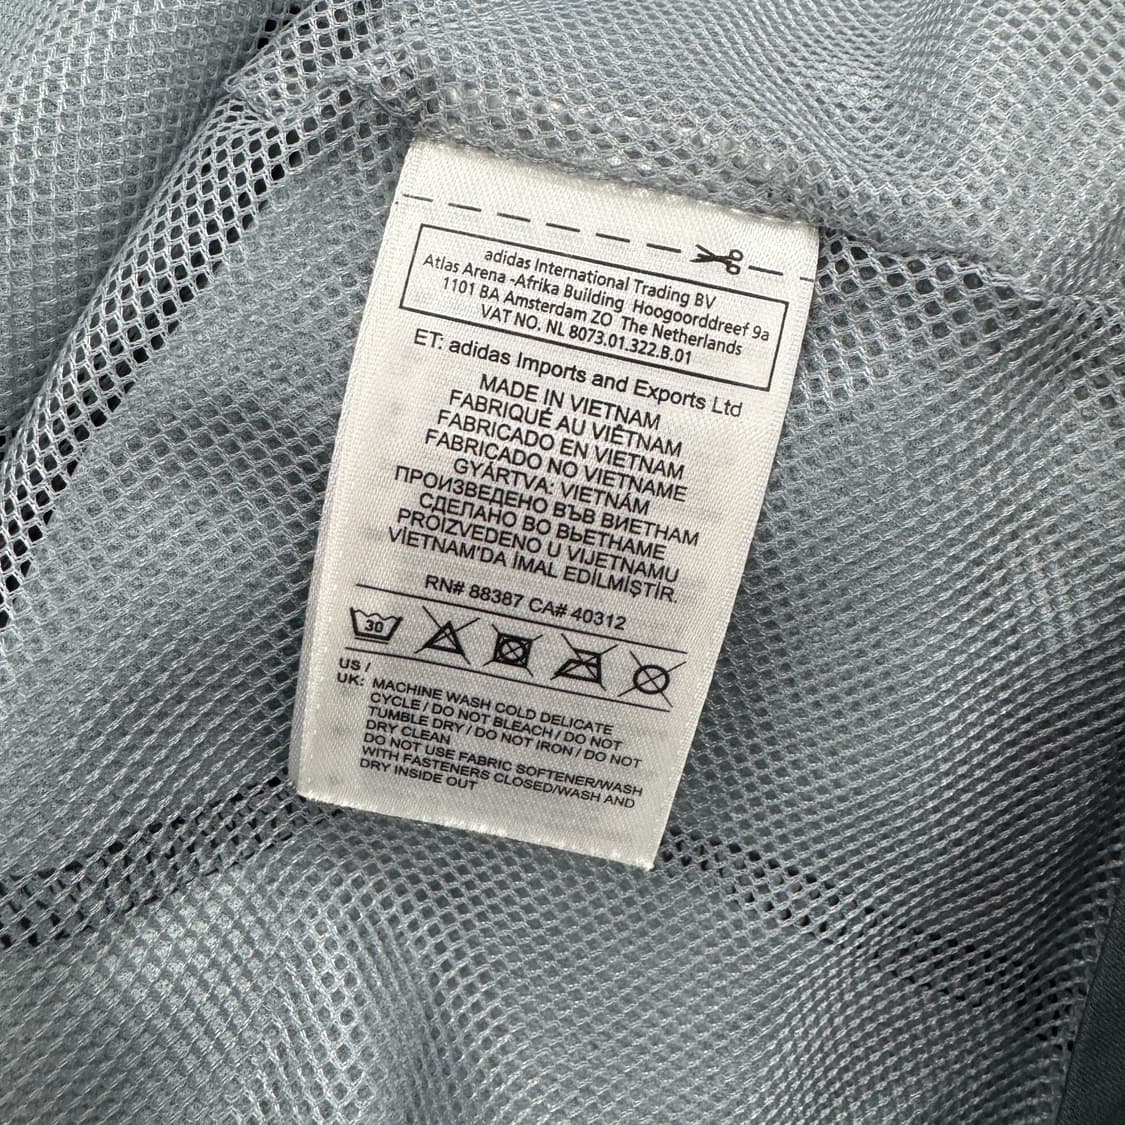 adidas International Trading BV
Atlas Arena -Afrika Building Hoogoorddreef 9a
1101 BA Amsterdam ZO The Netherlands
VAT NO. NL 8073.01.322.B.01
ET: adidas Imports and Exports Ltd
MADE IN VIETNAM
FABRIQUÉ AU VIÊTNAM
FABRICADO EN VIETNAM
FABRICADO NO VIETNAME
GYÁRTVA: VIETNÁM
ПРОИЗВЕДЕНО ВЪВ ВИЕТНАМ
СДЕЛАНО ВО ВЬЕТНАМЕ
PROIZVEDENO U VIJETNAMU
VİETNAM'DA İMAL EDİLMİŞTİR.
RN# 88387 CA# 40312
30
US /
UK: MACHINE WASH COLD DELICATE
CYCLE / DO NOT BLEACH / DO NOT
TUMBLE DRY / DO NOT IRON / DO NOT
DRY CLEAN
DO NOT USE FABRIC SOFTENER/WASH
WITH FASTENERS CLOSED/WASH AND
DRY INSIDE OUT